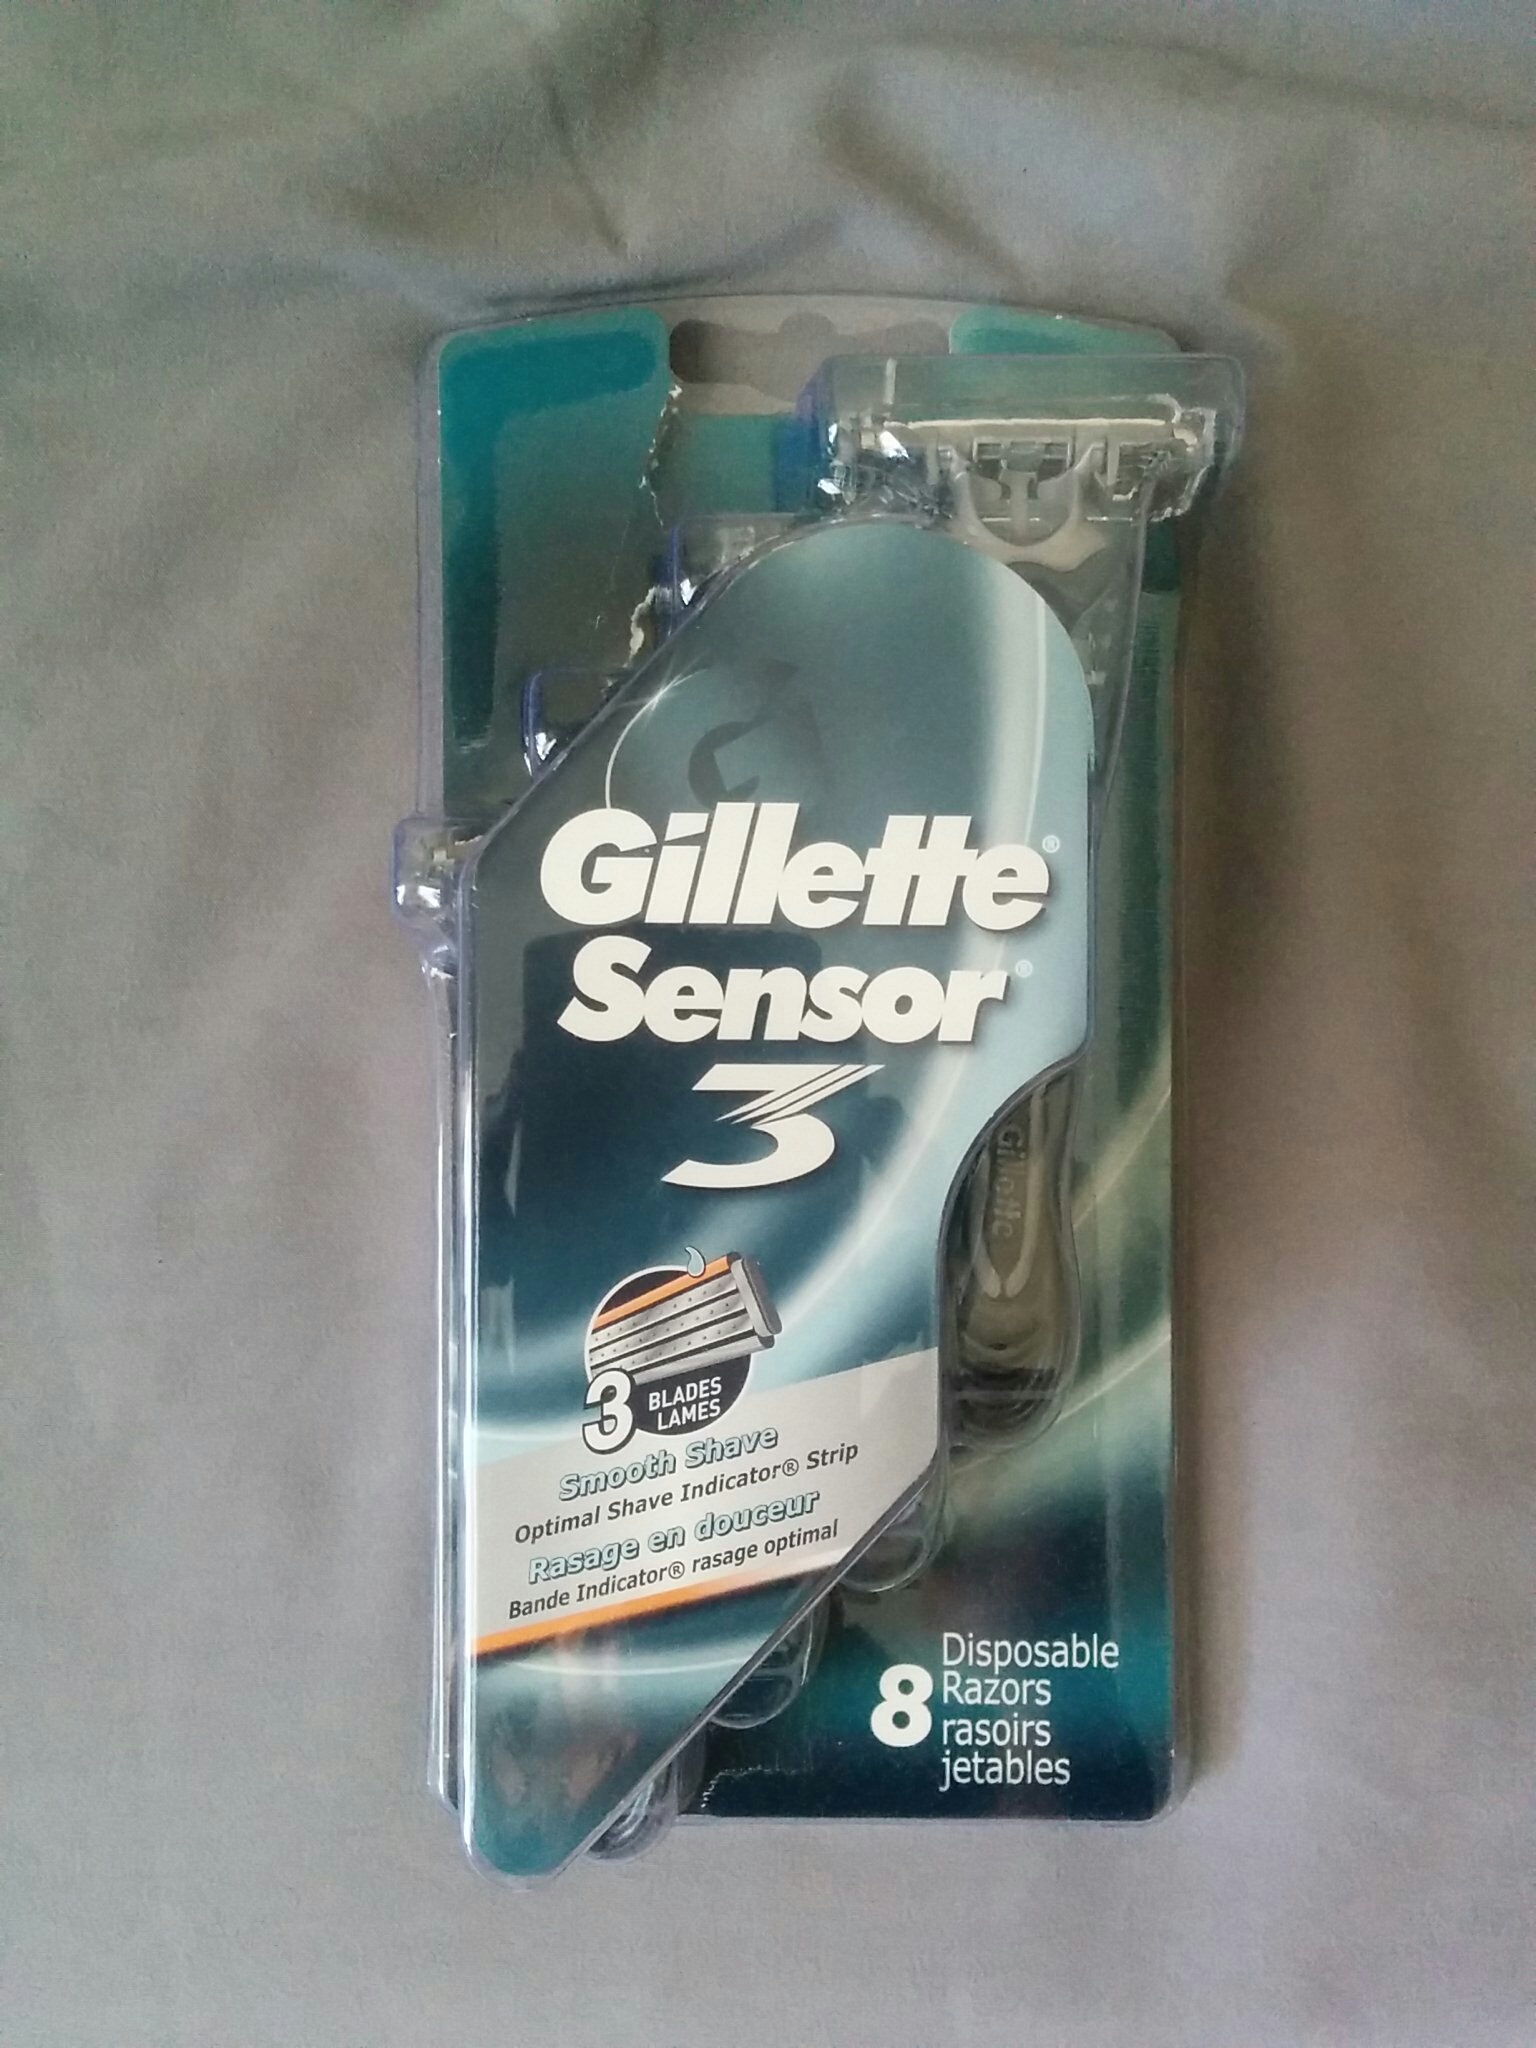 Gillette®
Sensor®
3
3 BLADES
LAMES
Smooth Shave
Optimal Shave Indicator® Strip
Rasage en douceur
Bande Indicator® rasage optimal
Gillette
8 Disposable
Razors
rasoirs
jetables